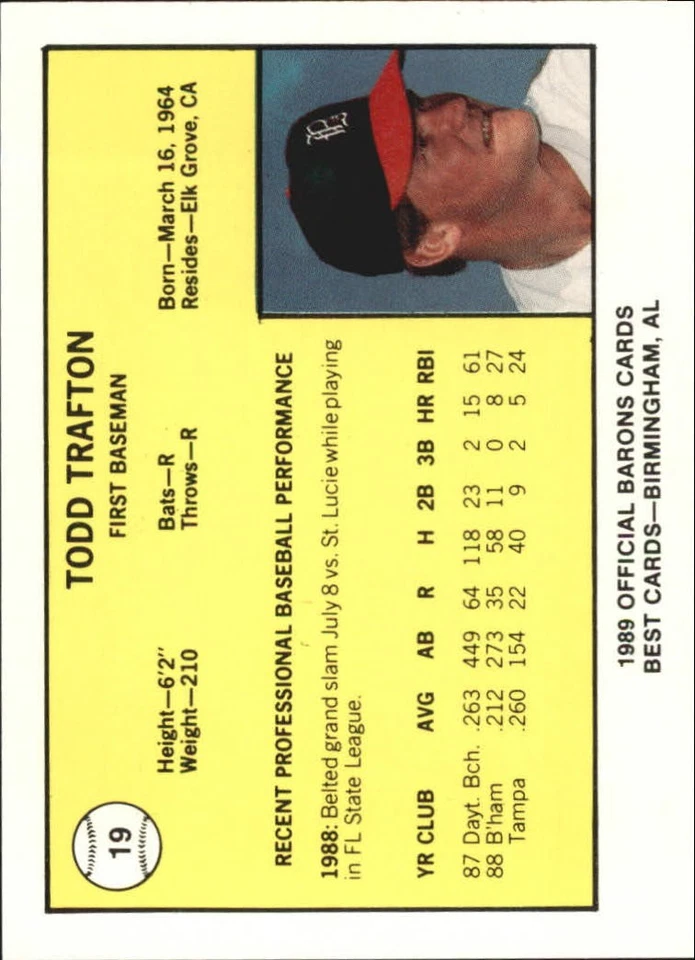 19
TODD TRAFTON
FIRST BASEMAN
Height—6'2" Bats—R Born—March 16, 1964
Weight—210 Throws—R Resides—Elk Grove, CA
RECENT PROFESSIONAL BASEBALL PERFORMANCE
1988: Belted grand slam July 8 vs. St. Lucie while playing
in FL State League.
YR CLUB AVG AB R H 2B 3B HR RBI
87 Dayt. Bch. .263 449 64 118 23 2 15 61
88 B'ham .212 273 35 58 11 0 8 27
Tampa .260 154 22 40 9 2 5 24
B
1989 OFFICIAL BARONS CARDS
BEST CARDS—BIRMINGHAM, AL